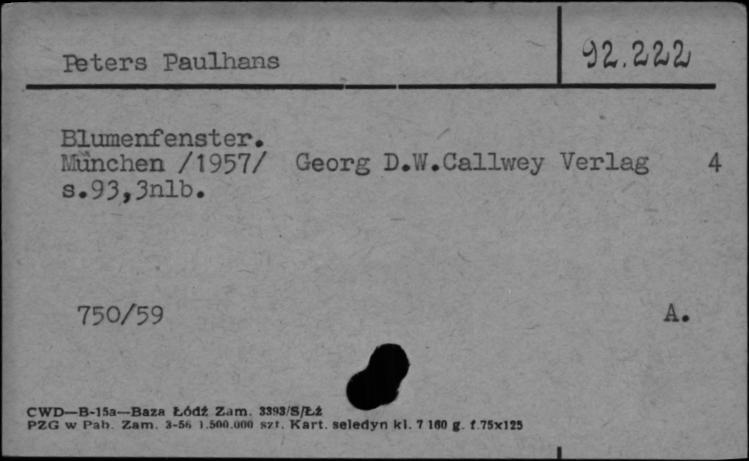 Peters Paulhans 92.222
Blumenfenster.
München /1957/ Georg D.W.Callwey Verlag 4
s.93,3nlb.
750/59 A.
CWD—B-15a—Baza Łódź Zam. 3393/S/Łż
PZG w Pab. Zam. 3-56 1.500.000 szt. Kart. seledyn kl. 7 160 g. f.75x125